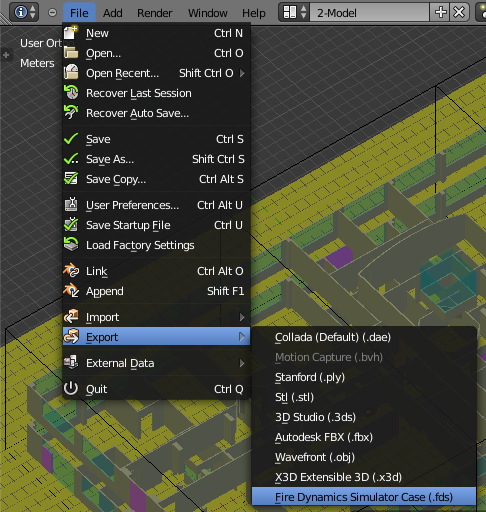 File Add Render Window Help 2-Model
User Ort
Meters
New Ctrl N
Open... Ctrl O
Open Recent... Shift Ctrl O
Recover Last Session
Recover Auto Save...
Save Ctrl S
Save As... Shift Ctrl S
Save Copy... Ctrl Alt S
User Preferences... Ctrl Alt U
Save Startup File Ctrl U
Load Factory Settings
Link Ctrl Alt O
Append Shift F1
Import
Export
External Data
Quit Ctrl Q
Collada (Default) (.dae)
Motion Capture (.bvh)
Stanford (.ply)
Stl (.stl)
3D Studio (.3ds)
Autodesk FBX (.fbx)
Wavefront (.obj)
X3D Extensible 3D (.x3d)
Fire Dynamics Simulator Case (.fds)